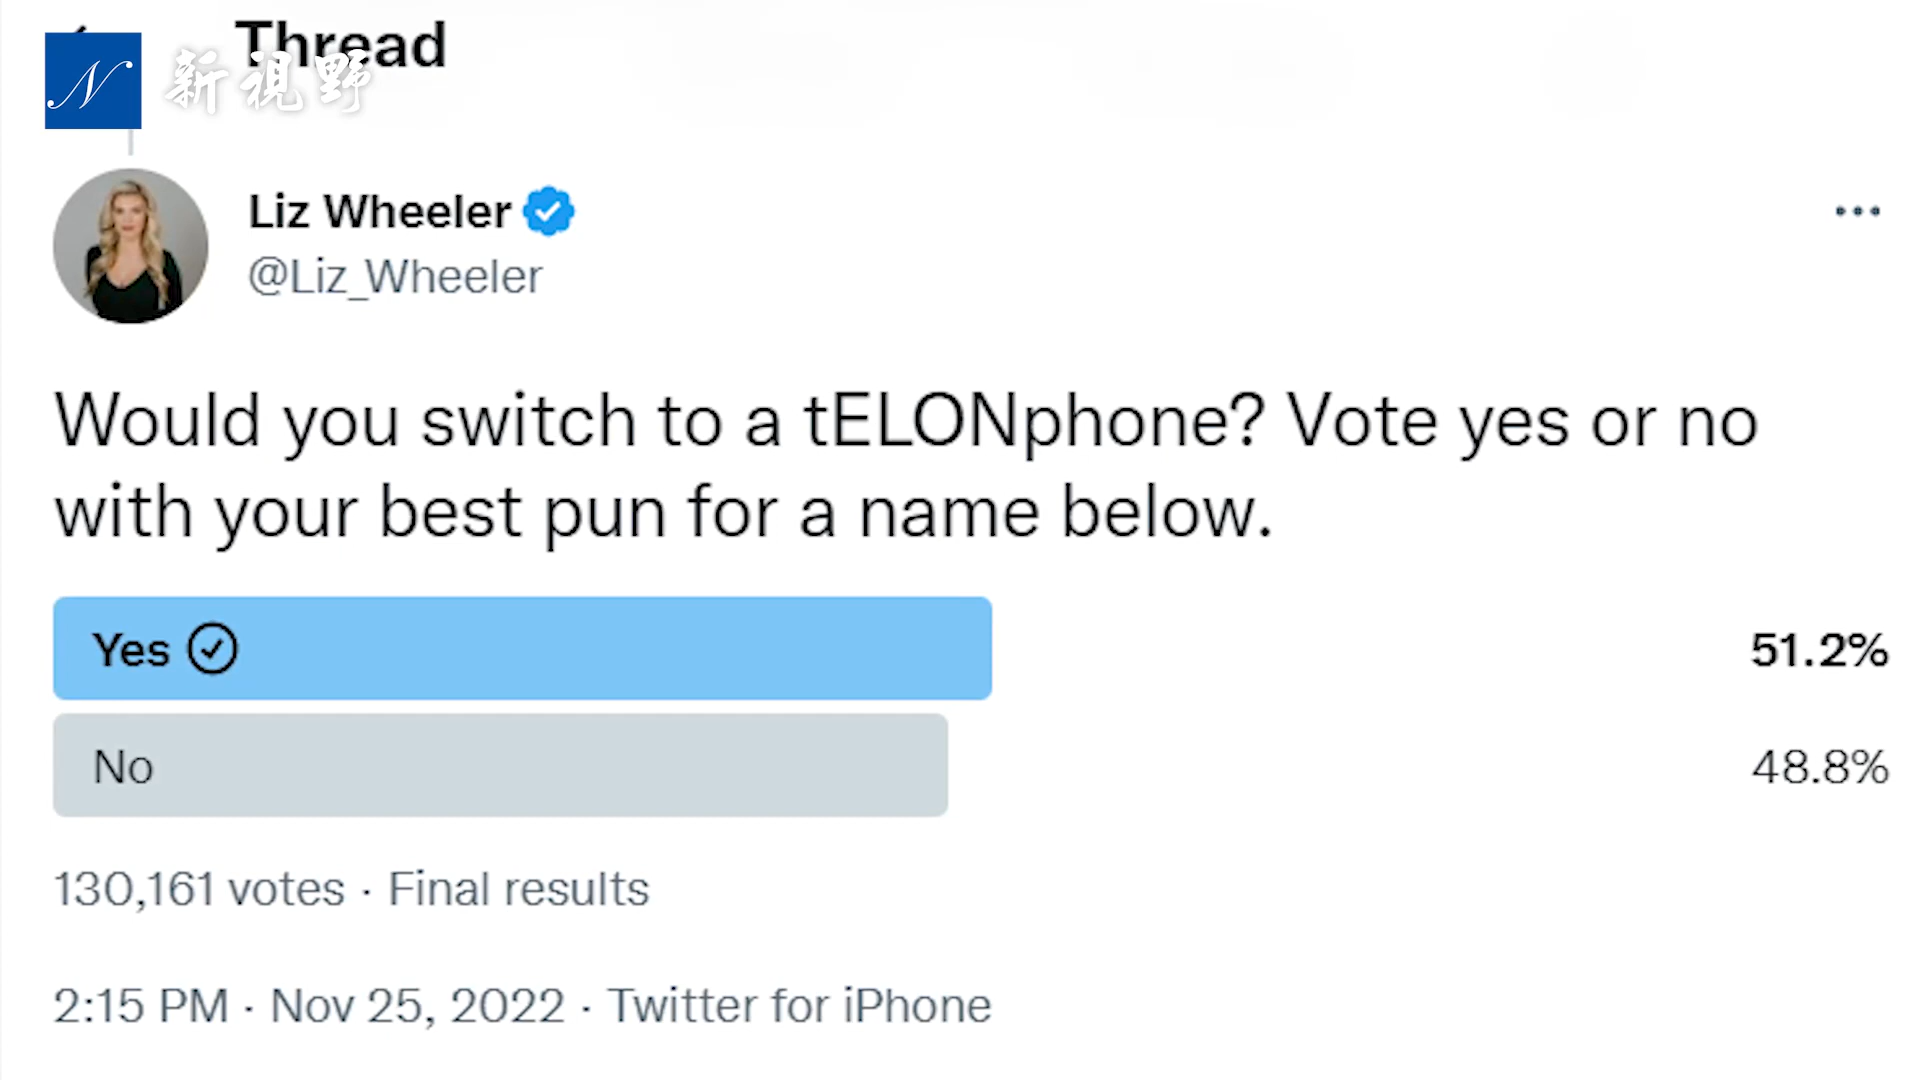 Thread
N 新視野
Liz Wheeler
@Liz_Wheeler
Would you switch to a tELONphone? Vote yes or no
with your best pun for a name below.
Yes 51.2%
No 48.8%
130,161 votes · Final results
2:15 PM · Nov 25, 2022 · Twitter for iPhone